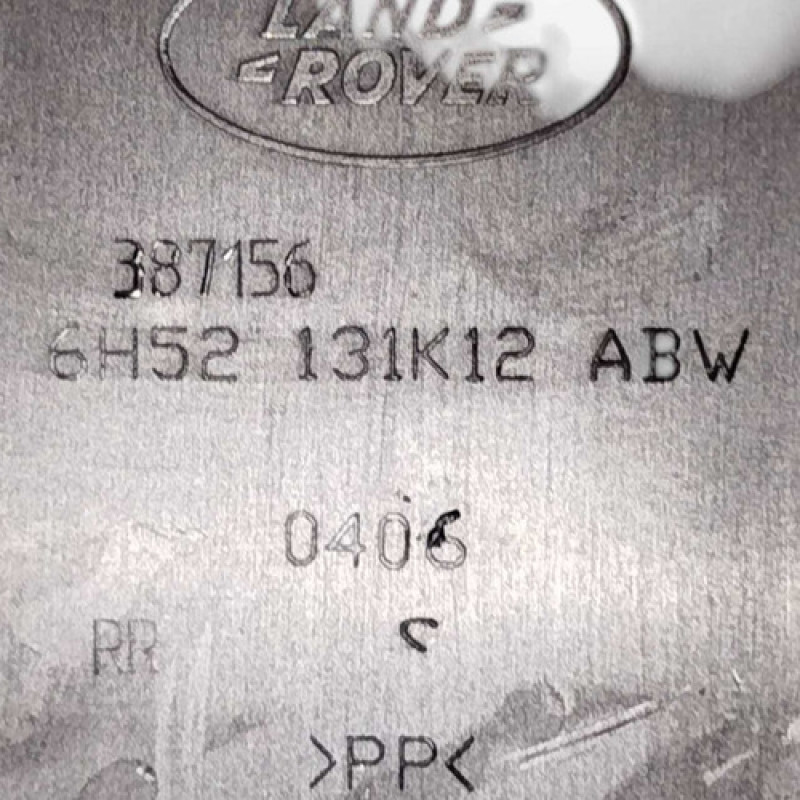 LAND-
-ROVER
387156
6H52 131K12 ABW
0406
RR
>PP<